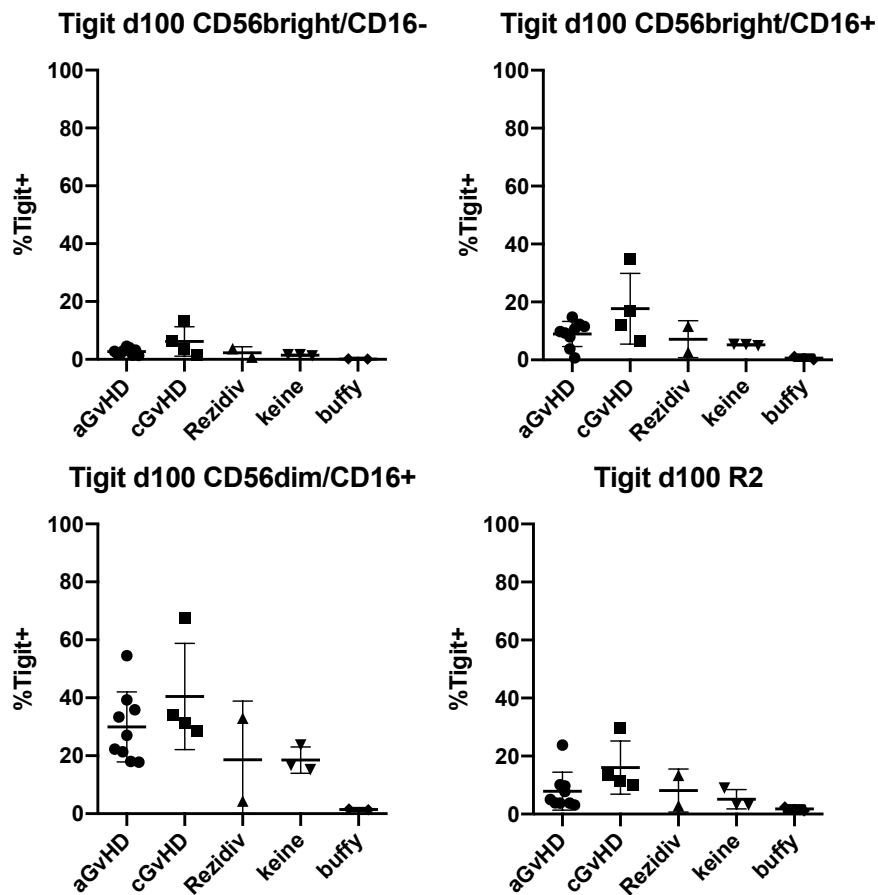 Tigit d100 CD56bright/CD16-
100
80
60
40
20
0
%Tigit+
aGvHD
cGvHD
Rezidiv
keine
buffy
Tigit d100 CD56bright/CD16+
100
80
60
40
20
0
%Tigit+
aGvHD
cGvHD
Rezidiv
keine
buffy
Tigit d100 CD56dim/CD16+
100
80
60
40
20
0
%Tigit+
aGvHD
cGvHD
Rezidiv
keine
buffy
Tigit d100 R2
100
80
60
40
20
0
%Tigit+
aGvHD
cGvHD
Rezidiv
keine
buffy